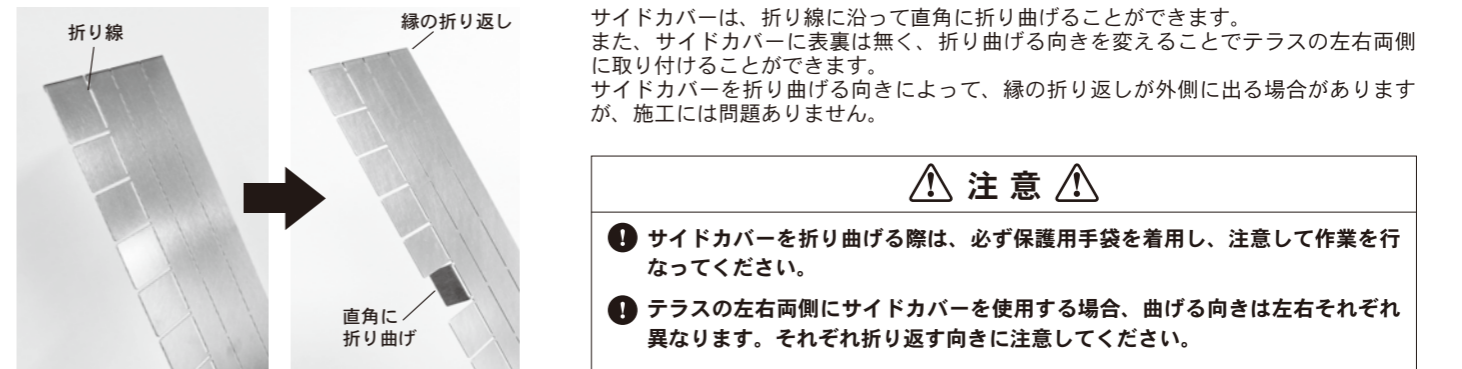 折り線
縁の折り返し
直角に
折り曲げ
サイドカバーは、折り線に沿って直角に折り曲げることができます。
また、サイドカバーに表裏は無く、折り曲げる向きを変えることでテラスの左右両側
に取り付けることができます。
サイドカバーを折り曲げる向きによって、縁の折り返しが外側に出る場合があります
が、施工には問題ありません。
注 意
サイドカバーを折り曲げる際は、必ず保護用手袋を着用し、注意して作業を行
なってください。
テラスの左右両側にサイドカバーを使用する場合、曲げる向きは左右それぞれ
異なります。それぞれ折り返す向きに注意してください。